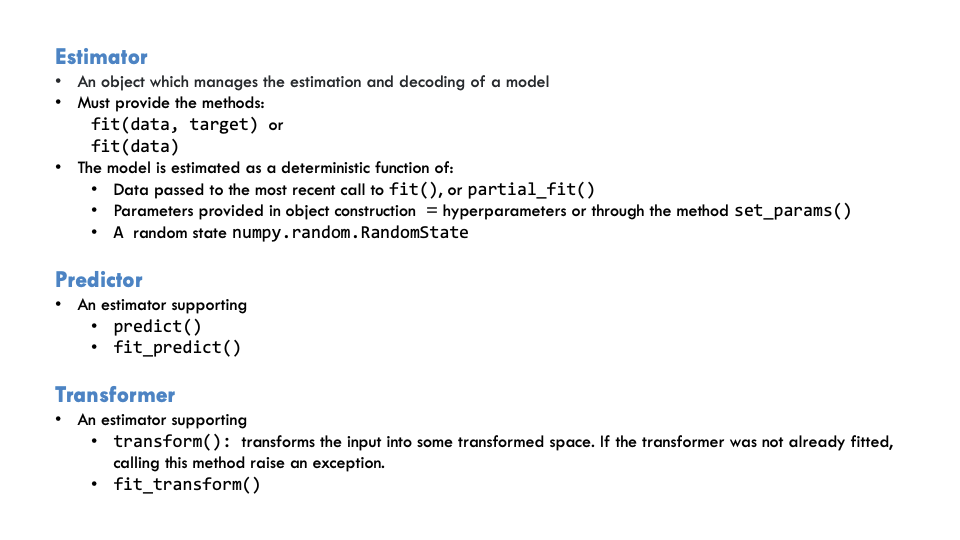 Estimator
• An object which manages the estimation and decoding of a model
• Must provide the methods:
fit(data, target) or
fit(data)
• The model is estimated as a deterministic function of:
• Data passed to the most recent call to fit(), or partial_fit()
• Parameters provided in object construction = hyperparameters or through the method set_params()
• A random state numpy.random.RandomState
Predictor
• An estimator supporting
• predict()
• fit_predict()
Transformer
• An estimator supporting
• transform(): transforms the input into some transformed space. If the transformer was not already fitted,
calling this method raise an exception.
• fit_transform()